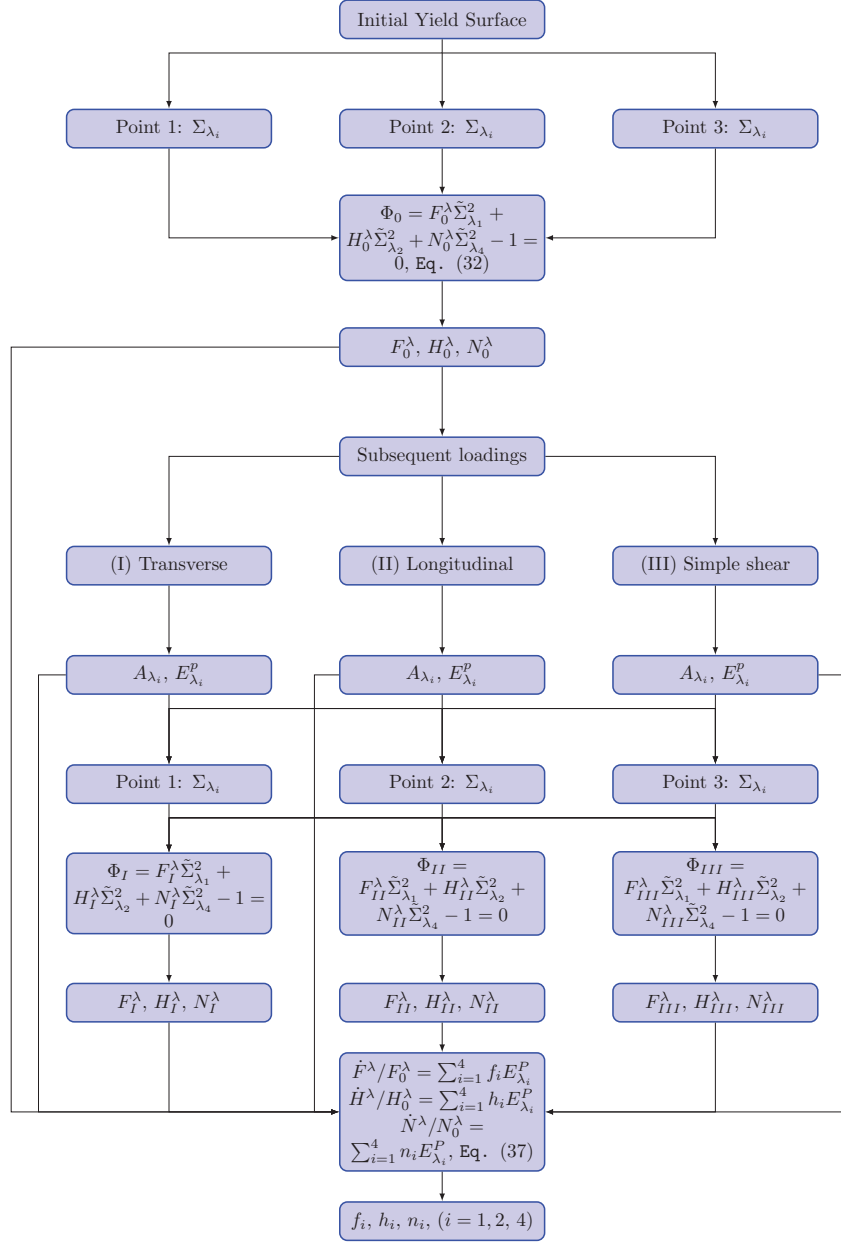 Initial Yield Surface
Point 1: Σ_{λ_i}
Point 2: Σ_{λ_i}
Point 3: Σ_{λ_i}
Φ_0 = F_0^λ Σ̃_{λ_1}^2 +
H_0^λ Σ̃_{λ_2}^2 + N_0^λ Σ̃_{λ_4}^2 − 1 =
0, Eq. (32)
F_0^λ, H_0^λ, N_0^λ
Subsequent loadings
(I) Transverse
(II) Longitudinal
(III) Simple shear
A_{λ_i}, E_{λ_i}^p
A_{λ_i}, E_{λ_i}^p
A_{λ_i}, E_{λ_i}^p
Point 1: Σ_{λ_i}
Point 2: Σ_{λ_i}
Point 3: Σ_{λ_i}
Φ_I = F_I^λ Σ̃_{λ_1}^2 +
H_I^λ Σ̃_{λ_2}^2 + N_I^λ Σ̃_{λ_4}^2 − 1 =
0
Φ_{II} =
F_{II}^λ Σ̃_{λ_1}^2 + H_{II}^λ Σ̃_{λ_2}^2 +
N_{II}^λ Σ̃_{λ_4}^2 − 1 = 0
Φ_{III} =
F_{III}^λ Σ̃_{λ_1}^2 + H_{III}^λ Σ̃_{λ_2}^2 +
N_{III}^λ Σ̃_{λ_4}^2 − 1 = 0
F_I^λ, H_I^λ, N_I^λ
F_{II}^λ, H_{II}^λ, N_{II}^λ
F_{III}^λ, H_{III}^λ, N_{III}^λ
Ḟ^λ/F_0^λ = ∑_{i=1}^4 f_i E_{λ_i}^P
Ḣ^λ/H_0^λ = ∑_{i=1}^4 h_i E_{λ_i}^P
Ṅ^λ/N_0^λ =
∑_{i=1}^4 n_i E_{λ_i}^P, Eq. (37)
f_i, h_i, n_i, (i = 1, 2, 4)